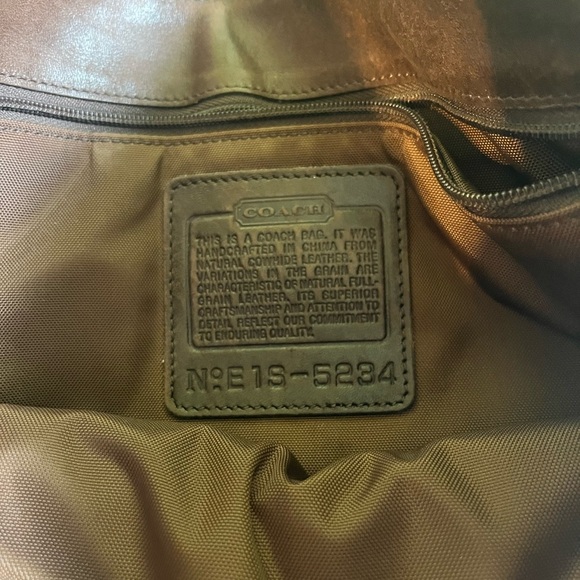 COACH
THIS IS A COACH BAG. IT WAS
HANDCRAFTED IN CHINA FROM
NATURAL COWHIDE LEATHER. THE
VARIATIONS IN THE GRAIN ARE
CHARACTERISTIC OF NATURAL FULL-
GRAIN LEATHER. ITS SUPERIOR
CRAFTSMANSHIP AND ATTENTION TO
DETAIL REFLECT OUR COMMITMENT
TO ENDURING QUALITY.
No:E1S-5234